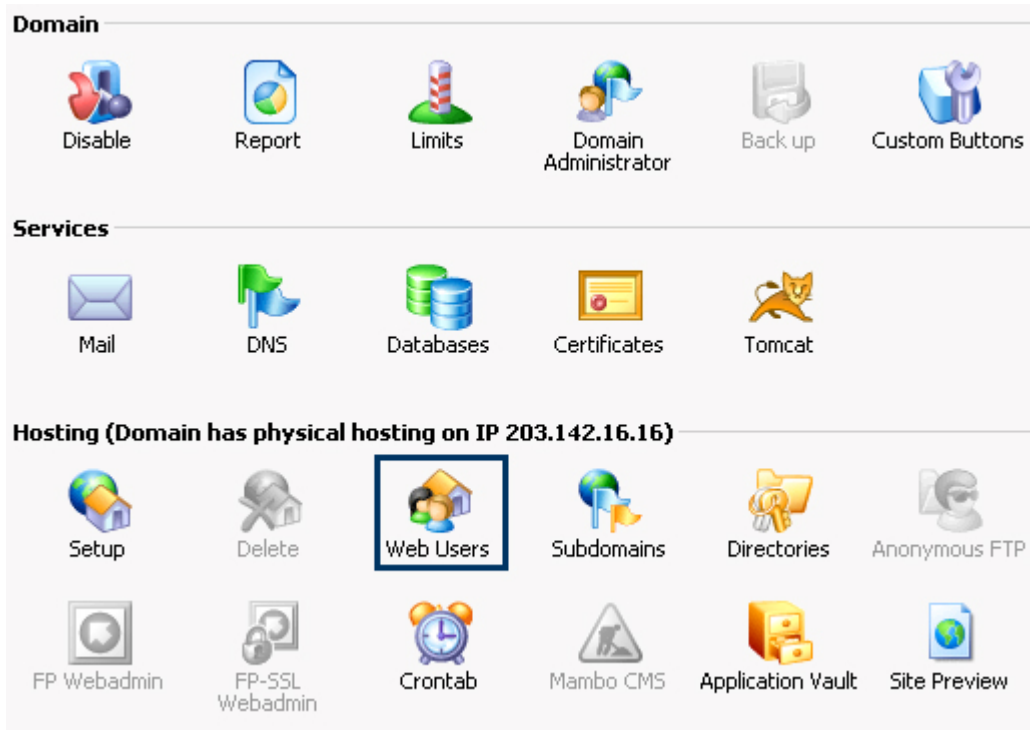 Domain
Disable
Report
Limits
Domain
Administrator
Back up
Custom Buttons
Services
Mail
DNS
Databases
Certificates
Tomcat
Hosting (Domain has physical hosting on IP 203.142.16.16)
Setup
Delete
Web Users
Subdomains
Directories
Anonymous FTP
FP Webadmin
FP-SSL
Webadmin
Crontab
Mambo CMS
Application Vault
Site Preview